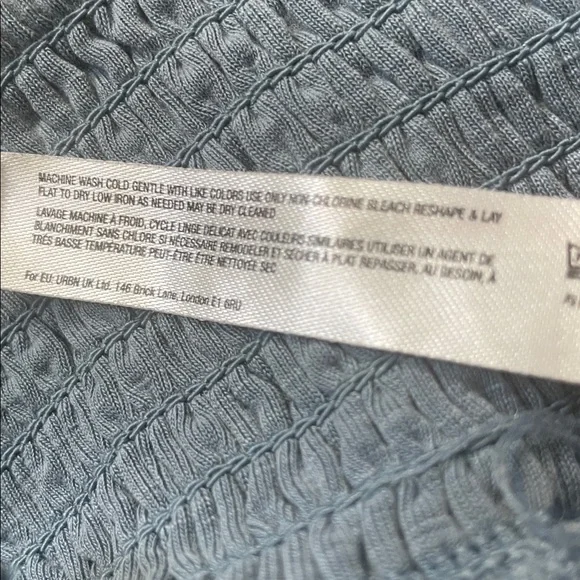 MACHINE WASH COLD GENTLE WITH LIKE COLORS USE ONLY NON-CHLORINE BLEACH RESHAPE & LAY
FLAT TO DRY LOW IRON AS NEEDED MAY BE DRY CLEANED
LAVAGE MACHINE À FROID, CYCLE LINGE DELICAT AVEC COULEURS SIMILAIRES UTILISER UN AGENT DE
BLANCHIMENT SANS CHLORE SI NÉCESSAIRE REMODELER ET SÉCHER À PLAT REPASSER, AU BESOIN, À
TRÈS BASSE TEMPÉRATURE PEUT-ÊTRE ÊTRE NETTOYÉE SEC
For EU: URBN UK Ltd. 146 Brick Lane, London E1 6RU